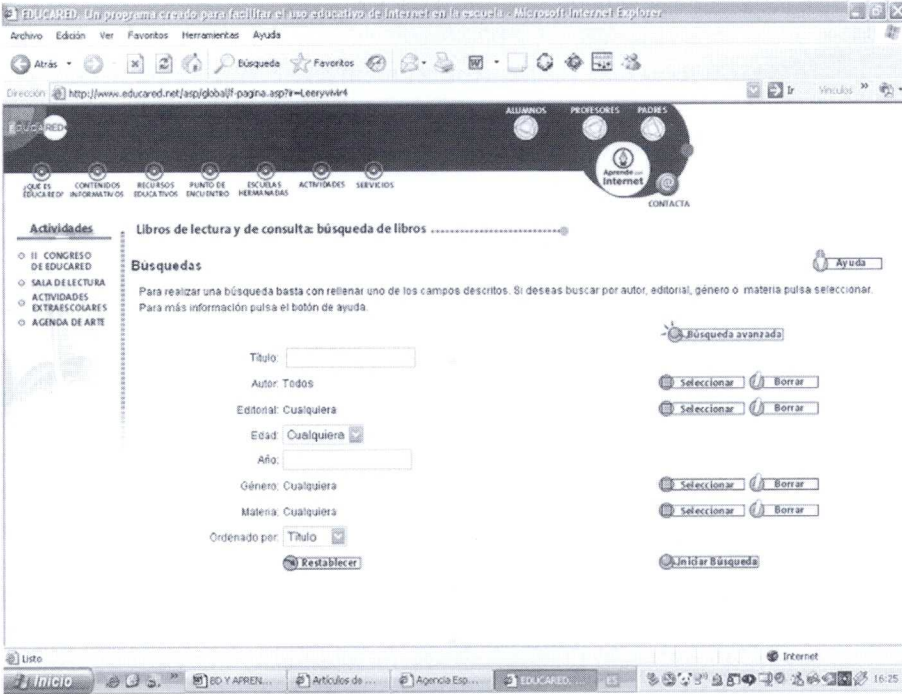 EDUCARED. Un programa creado para facilitar el uso educativo de Internet en la escuela - Microsoft Internet Explorer
Archivo Edición Ver Favoritos Herramientas Ayuda
Atrás Búsqueda Favoritos
Dirección http://www.educared.net/asp/global/f-pagina.asp?ir=Leeryvivir4 Ir Vínculos »
EDUCARED
ALUMNOS PROFESORES PADRES
Aprende con Internet
¿QUÉ ES EDUCARED? CONTENIDOS INFORMATIVOS RECURSOS EDUCATIVOS PUNTO DE ENCUENTRO ESCUELAS HERMANADAS ACTIVIDADES SERVICIOS
CONTACTA
Actividades
II CONGRESO
DE EDUCARED
SALA DE LECTURA
ACTIVIDADES
EXTRAESCOLARES
AGENDA DE ARTE
Libros de lectura y de consulta: búsqueda de libros
Búsquedas
Ayuda
Para realizar una búsqueda basta con rellenar uno de los campos descritos. Si deseas buscar por autor, editorial, género o materia pulsa seleccionar.
Para más información pulsa el botón de ayuda.
Búsqueda avanzada
Título:
Autor: Todos Seleccionar Borrar
Editorial: Cualquiera Seleccionar Borrar
Edad: Cualquiera
Año:
Género: Cualquiera Seleccionar Borrar
Materia: Cualquiera Seleccionar Borrar
Ordenado por: Título
Restablecer Iniciar Búsqueda
Listo Internet
Inicio » BD Y APREN... Artículos de ... Agencia Esp... EDUCARED.... ES 16:25